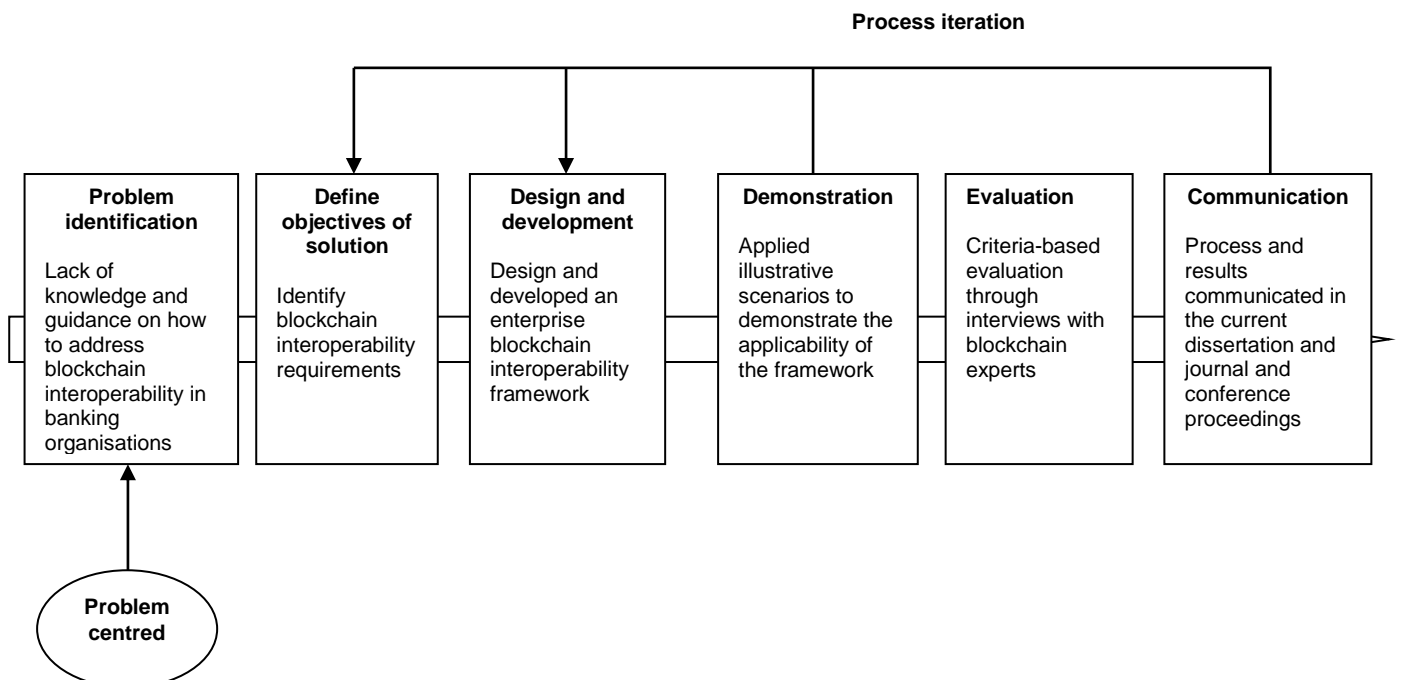 Process iteration
Problem
identification
Lack of
knowledge and
guidance on how
to address
blockchain
interoperability in
banking
organisations
Define
objectives of
solution
Identify
blockchain
interoperability
requirements
Design and
development
Design and
developed an
enterprise
blockchain
interoperability
framework
Demonstration
Applied
illustrative
scenarios to
demonstrate the
applicability of
the framework
Evaluation
Criteria-based
evaluation
through
interviews with
blockchain
experts
Communication
Process and
results
communicated in
the current
dissertation and
journal and
conference
proceedings
Problem
centred